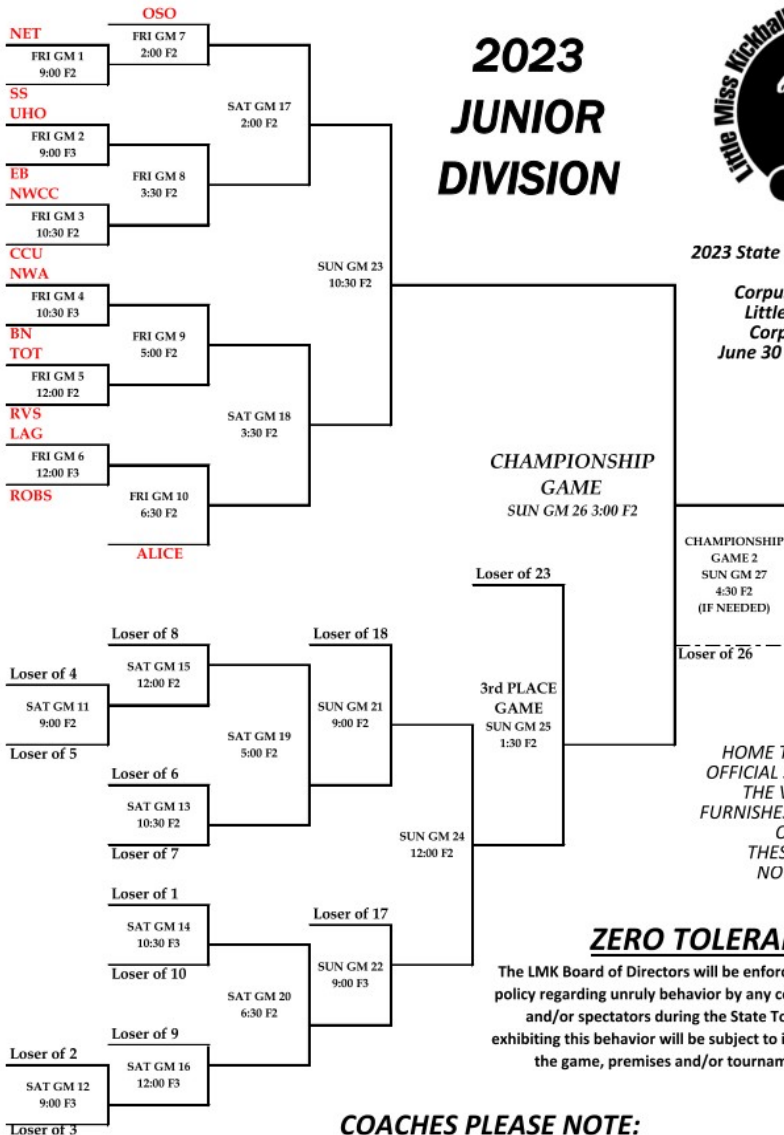 2023
JUNIOR
DIVISION
Little Miss Kickball
2023 State
Little
June 30
OSO
NET
FRI GM 7
2:00 F2
FRI GM 1
9:00 F2
SS
UHO
SAT GM 17
2:00 F2
FRI GM 2
9:00 F3
EB
FRI GM 8
3:30 F2
NWCC
FRI GM 3
10:30 F2
CCU
NWA
SUN GM 23
10:30 F2
FRI GM 4
10:30 F3
BN
FRI GM 9
5:00 F2
TOT
FRI GM 5
12:00 F2
RVS
SAT GM 18
3:30 F2
LAG
FRI GM 6
12:00 F3
ROBS
FRI GM 10
6:30 F2
ALICE
CHAMPIONSHIP
GAME
SUN GM 26 3:00 F2
CHAMPIONSHIP
GAME 2
SUN GM 27
4:30 F2
(IF NEEDED)
Loser of 26
Loser of 23
3rd PLACE
GAME
SUN GM 25
1:30 F2
Loser of 8
Loser of 18
SAT GM 15
12:00 F2
Loser of 4
SAT GM 11
9:00 F2
Loser of 5
SUN GM 21
9:00 F2
SAT GM 19
5:00 F2
Loser of 6
SAT GM 13
10:30 F2
Loser of 7
SUN GM 24
12:00 F2
Loser of 1
SAT GM 14
10:30 F3
Loser of 10
Loser of 17
SUN GM 22
9:00 F3
SAT GM 20
6:30 F2
Loser of 9
SAT GM 16
12:00 F3
Loser of 2
SAT GM 12
9:00 F3
Loser of 3
HOME
OFFICIAL
THE
THES
NO
ZERO
The LMK Board of Directors will be
policy regarding unruly behavior by any
and/or spectators during the State
exhibiting this behavior will be subject to
the game, premises and/or
COACHES PLEASE NOTE: